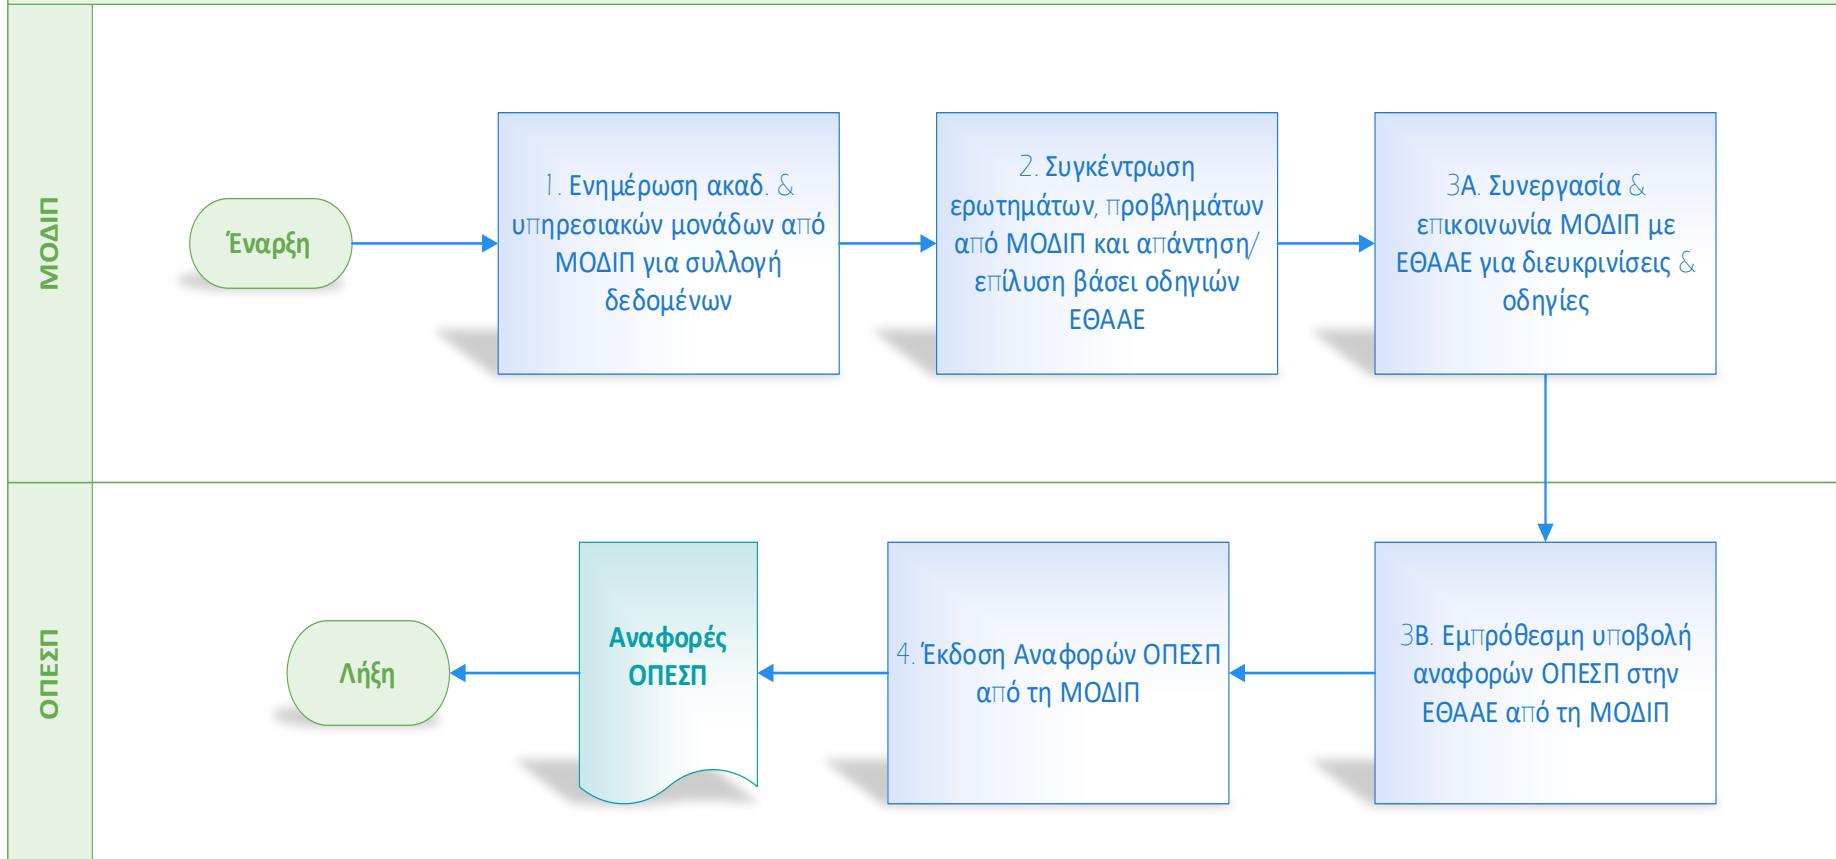 ΜΟΔΙΠ
Έναρξη
1. Ενημέρωση ακαδ. &
υπηρεσιακών μονάδων από
ΜΟΔΙΠ για συλλογή
δεδομένων
2. Συγκέντρωση
ερωτημάτων, προβλημάτων
από ΜΟΔΙΠ και απάντηση/
επίλυση βάσει οδηγιών
ΕΘΑΑΕ
3Α. Συνεργασία &
επικοινωνία ΜΟΔΙΠ με
ΕΘΑΑΕ για διευκρινίσεις &
οδηγίες
ΟΠΕΣΠ
3Β. Εμπρόθεσμη υποβολή
αναφορών ΟΠΕΣΠ στην
ΕΘΑΑΕ από τη ΜΟΔΙΠ
4. Έκδοση Αναφορών ΟΠΕΣΠ
από τη ΜΟΔΙΠ
Αναφορές
ΟΠΕΣΠ
Λήξη